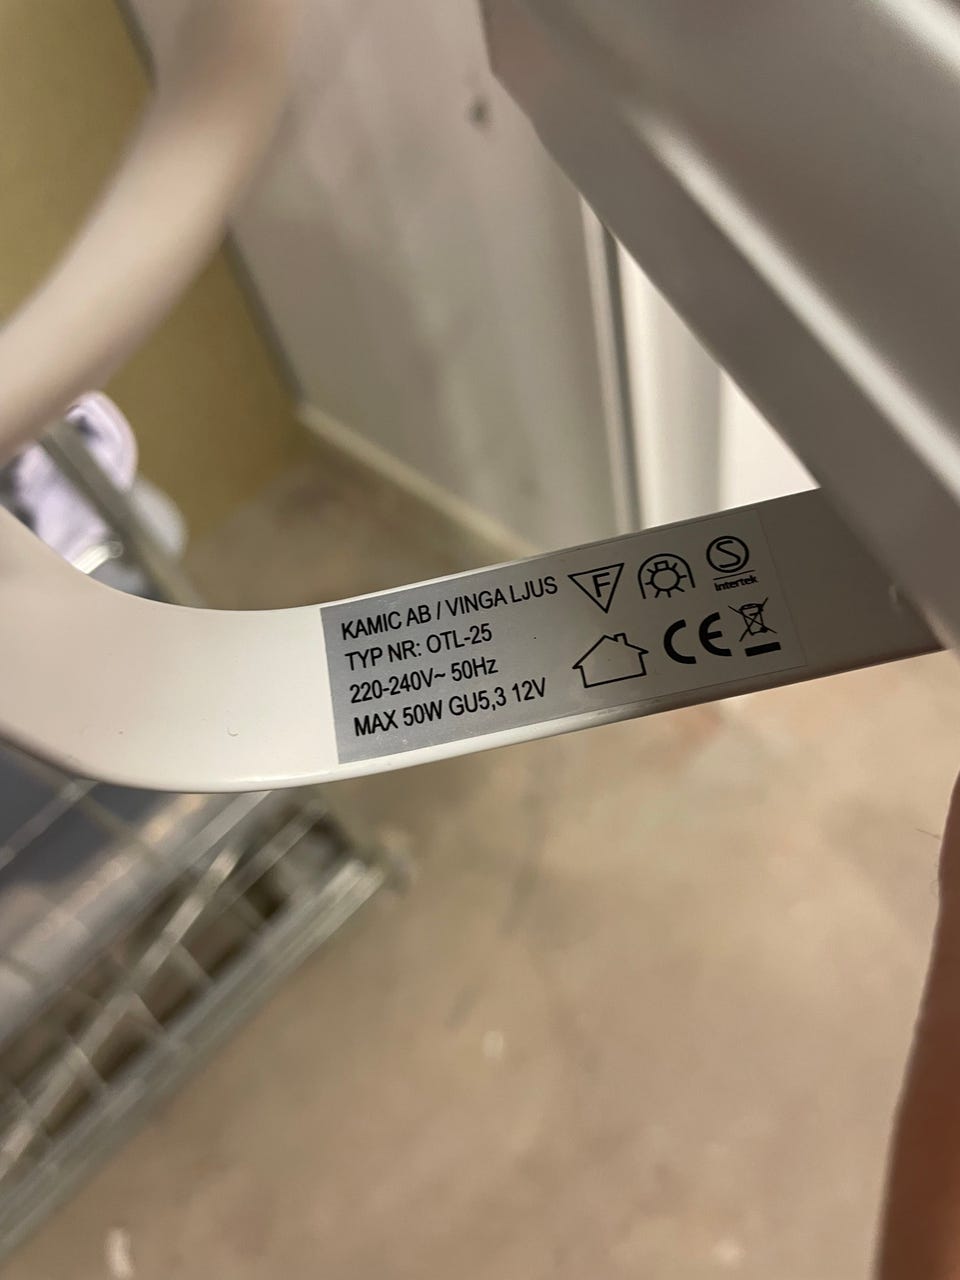 KAMIC AB / VINGA LJUS
TYP NR: OTL-25
220-240V~ 50Hz
MAX 50W GU5,3 12V
F
S
Intertek
CE